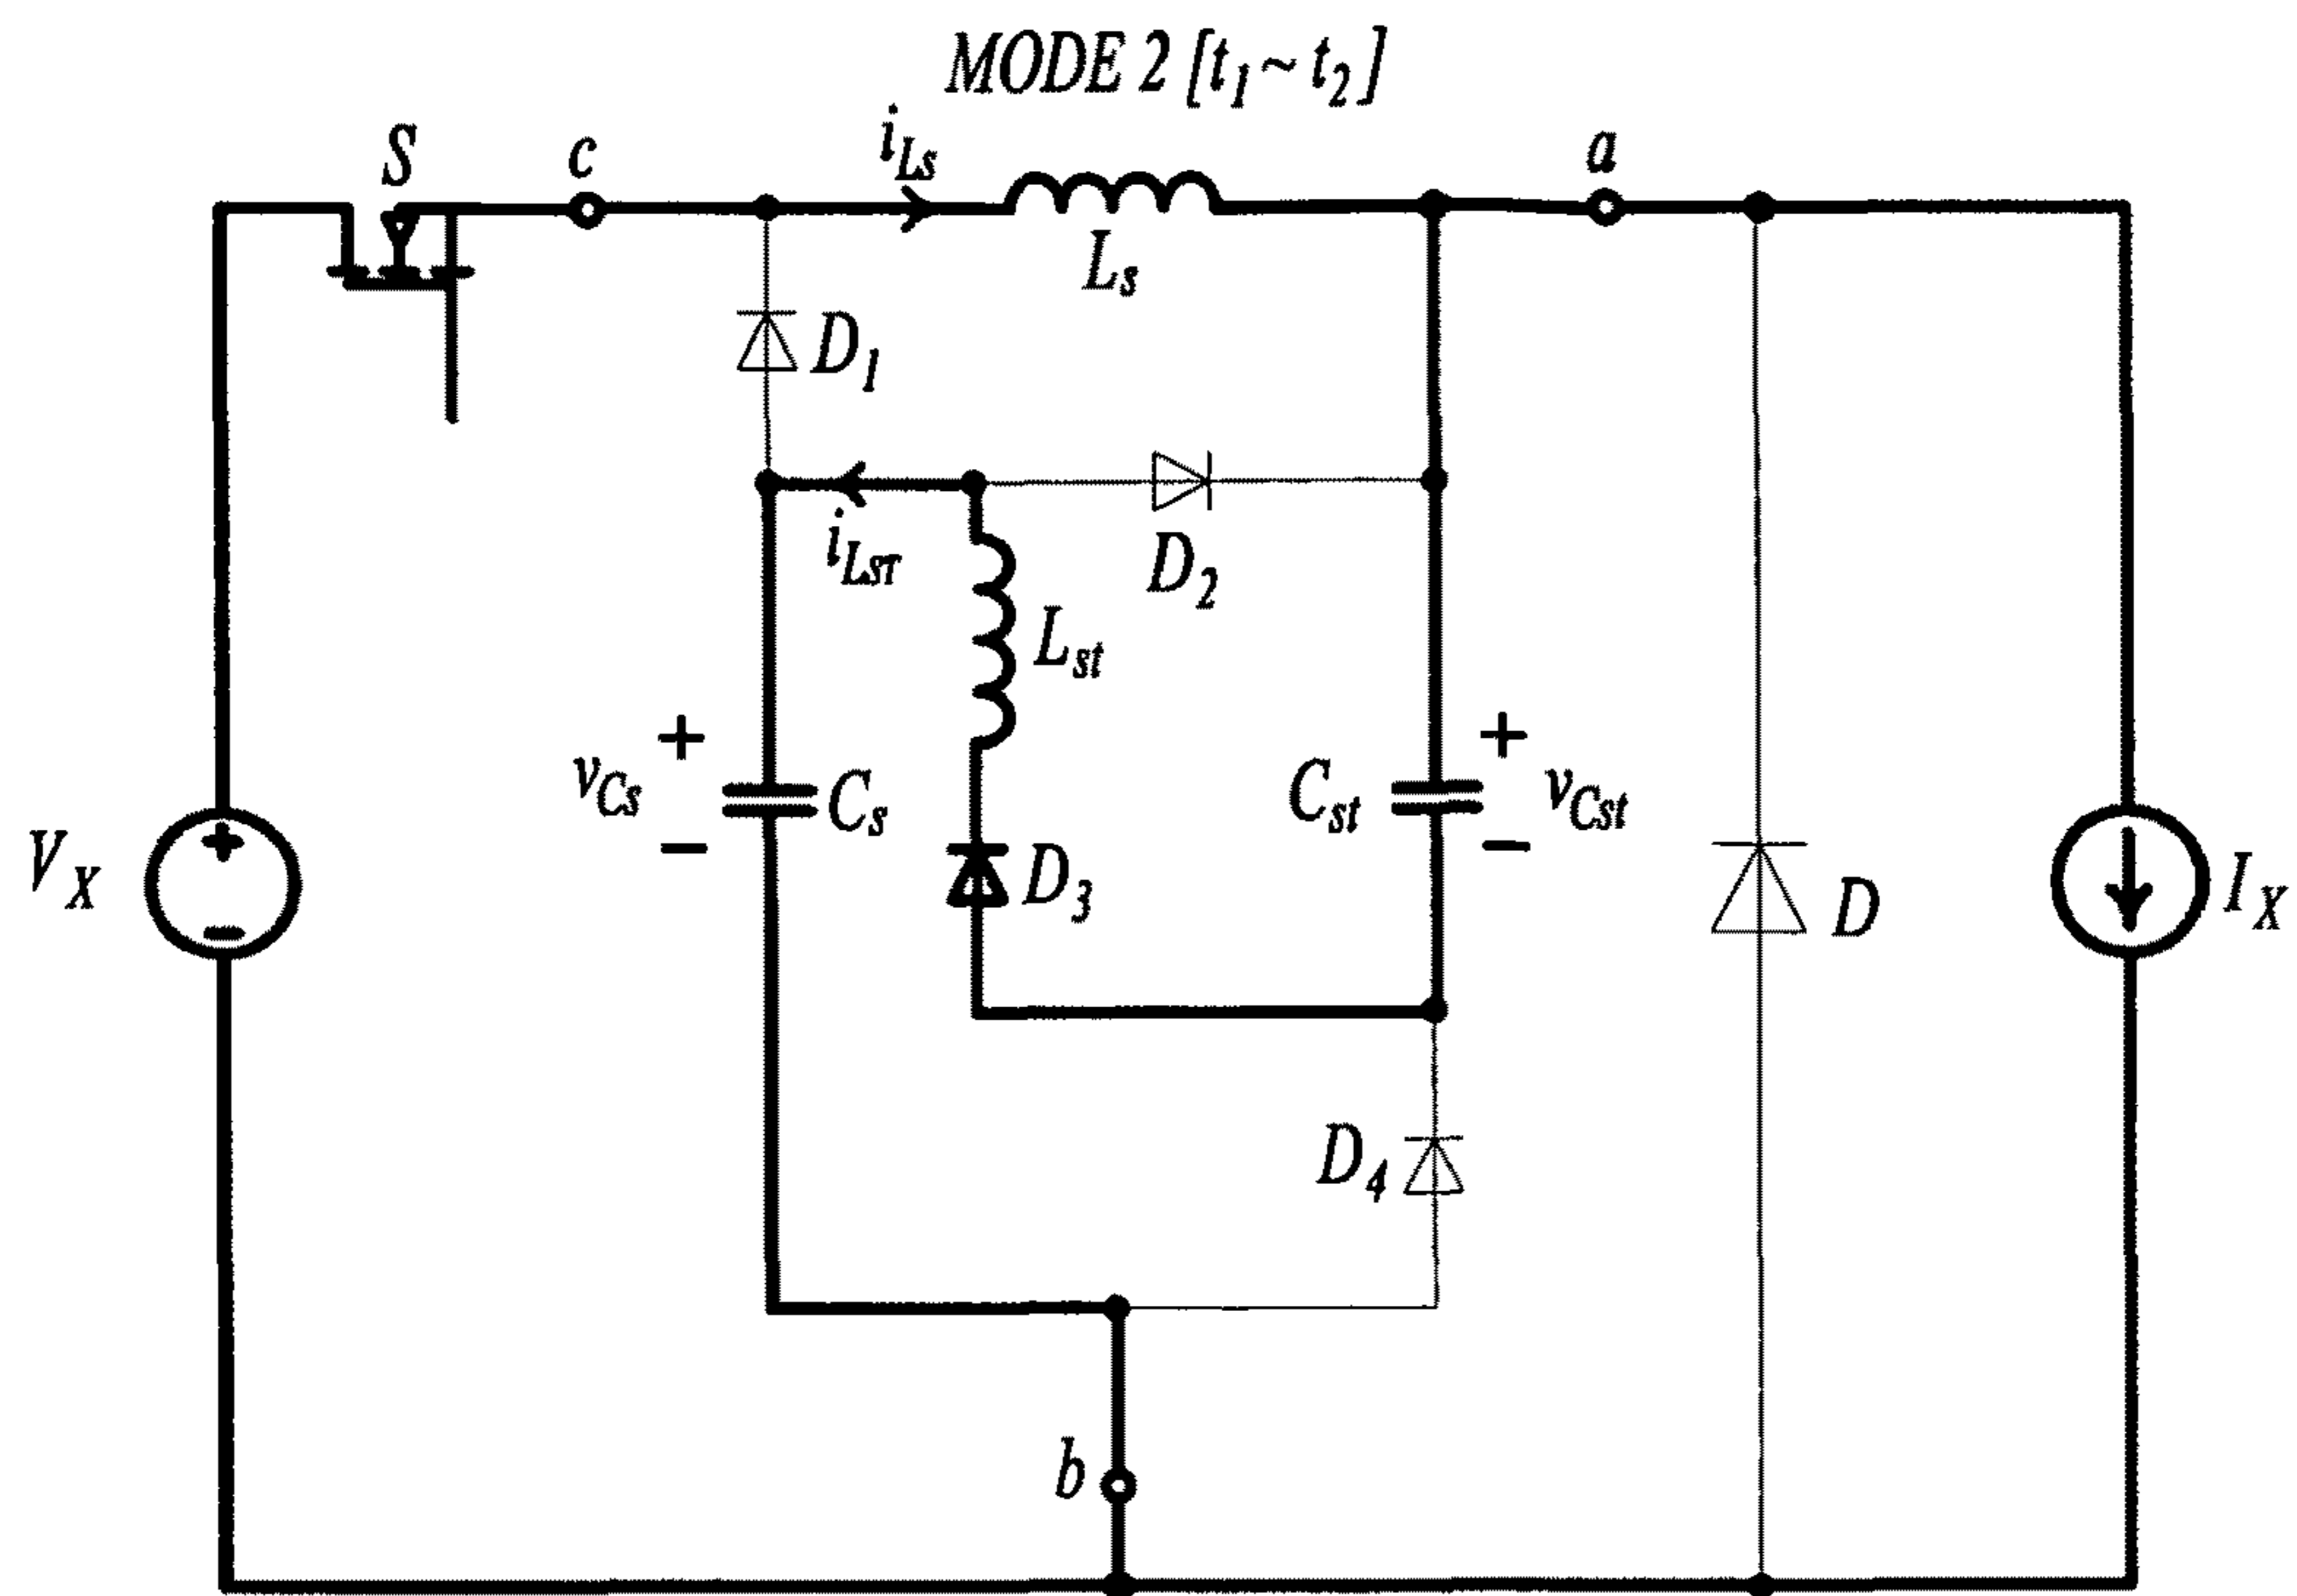 MODE 2 [t1 ~ t2]
S
c
iLs
a
Ls
D1
iLST
D2
Lst
+
vCs
−
Cs
Cst
+
vCst
−
VX
+
−
D3
D
IX
D4
b